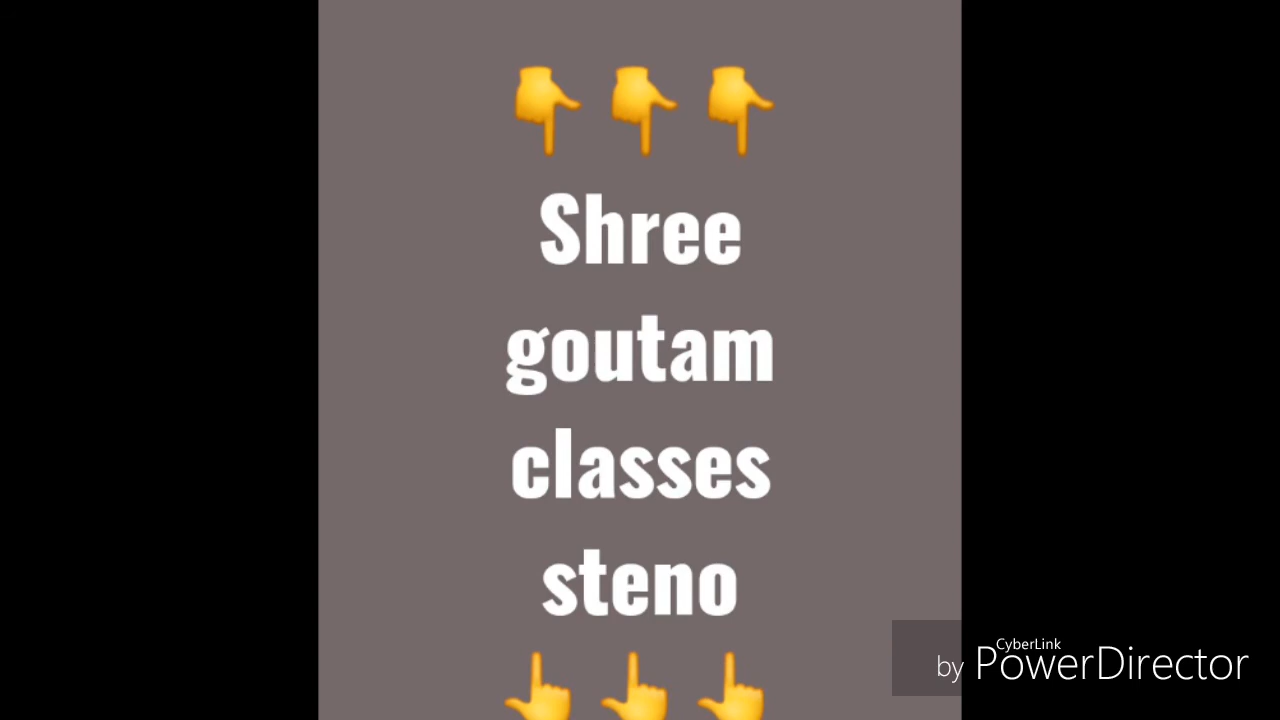 👇👇👇
Shree
goutam
classes
steno
👆👆👆
by CyberLink PowerDirector